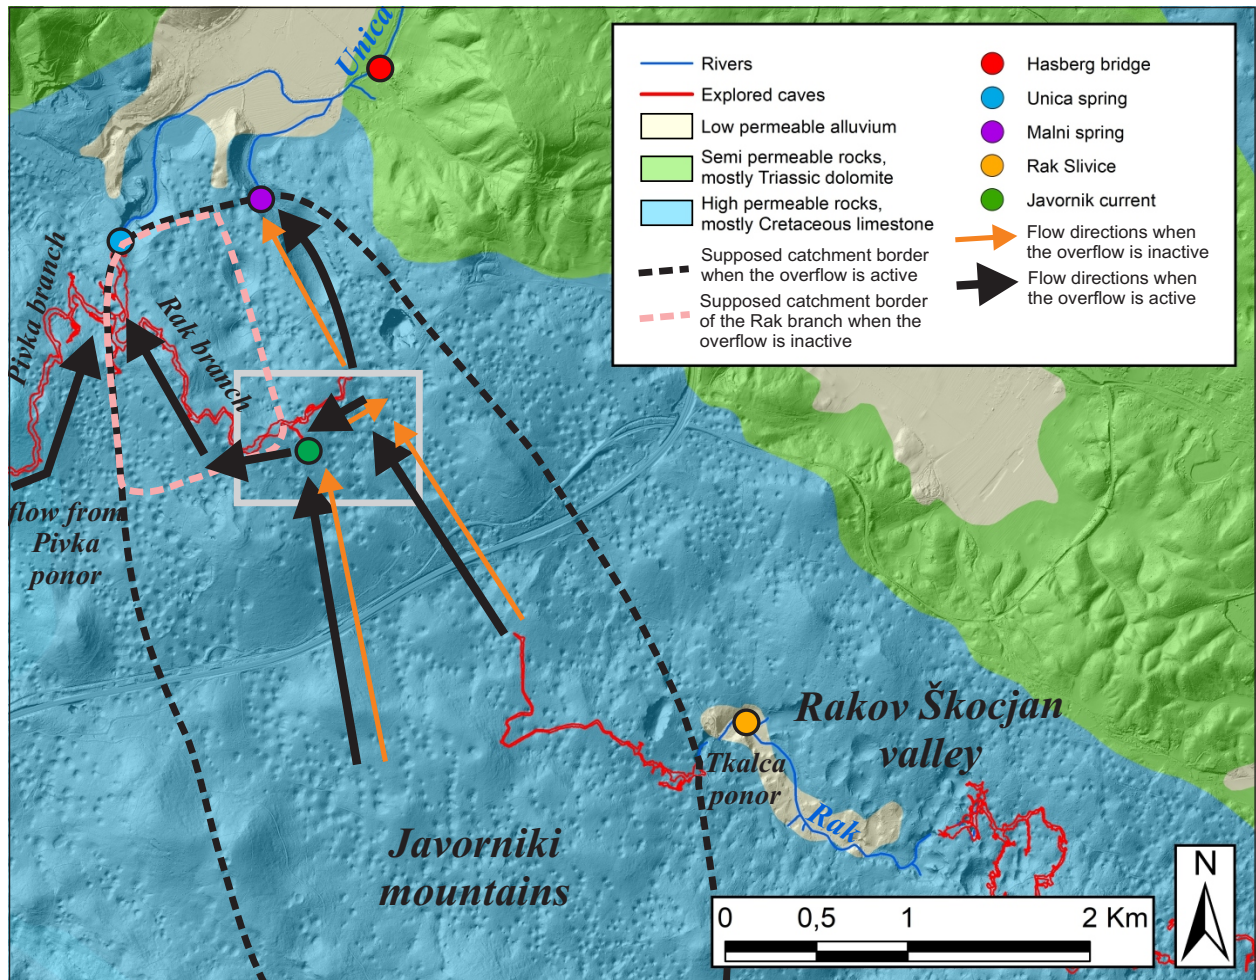 Unica
Rivers
Explored caves
Low permeable alluvium
Semi permeable rocks,
mostly Triassic dolomite
High permeable rocks,
mostly Cretaceous limestone
Supposed catchment border
when the overflow is active
Supposed catchment border
of the Rak branch when the
overflow is inactive
Hasberg bridge
Unica spring
Malni spring
Rak Slivice
Javornik current
Flow directions when
the overflow is inactive
Flow directions when
the overflow is active
Pivka branch
Rak branch
flow from
Pivka
ponor
Rakov Škocjan
valley
Tkalca
ponor
Rak
Javorniki
mountains
N
0 0,5 1 2 Km